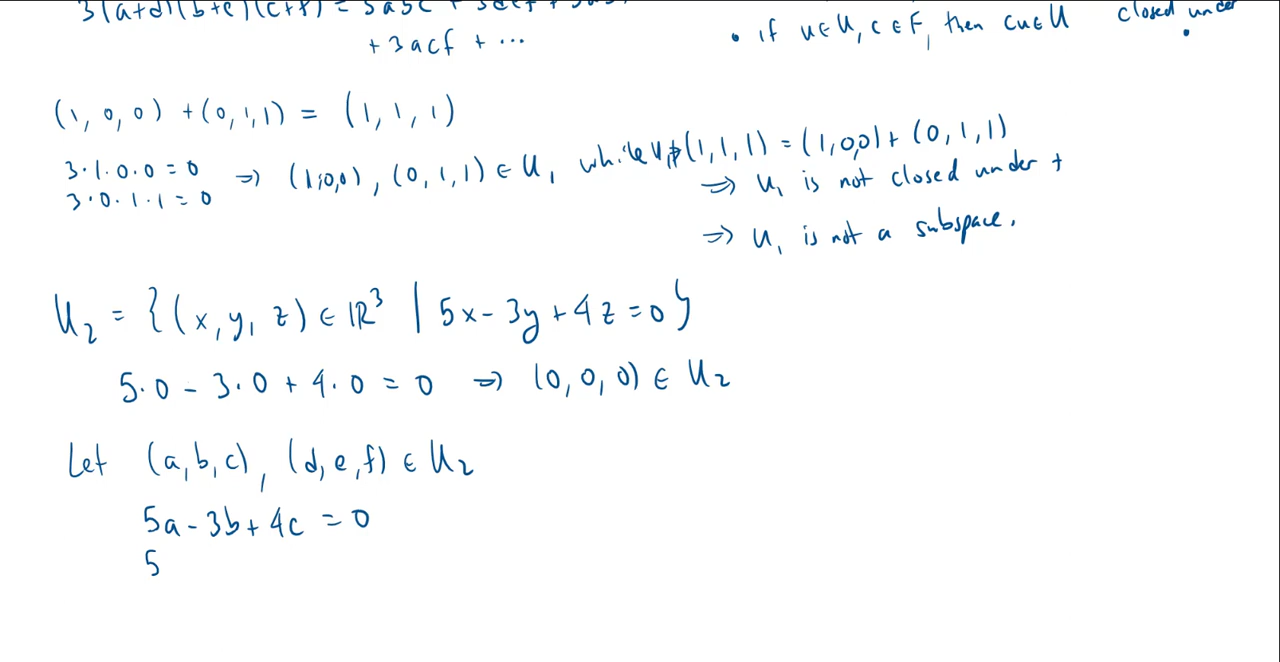 3(a+d)(b+e)(c+f) = 3abc + 3def +
+ 3acf + ...
• if u∈U, c∈F, then cu∈U closed under •
(1, 0, 0) + (0, 1, 1) = (1, 1, 1)
3·1·0·0 = 0
3·0·1·1 = 0
⇒ (1,0,0), (0,1,1) ∈ U₁ while U₁∌(1,1,1) = (1,0,0) + (0,1,1)
⇒ U₁ is not closed under +
⇒ U₁ is not a subspace.
U₂ = {(x, y, z) ∈ ℝ³ | 5x - 3y + 4z = 0}
5·0 - 3·0 + 4·0 = 0 ⇒ (0, 0, 0) ∈ U₂
Let (a,b,c), (d,e,f) ∈ U₂
5a - 3b + 4c = 0
5